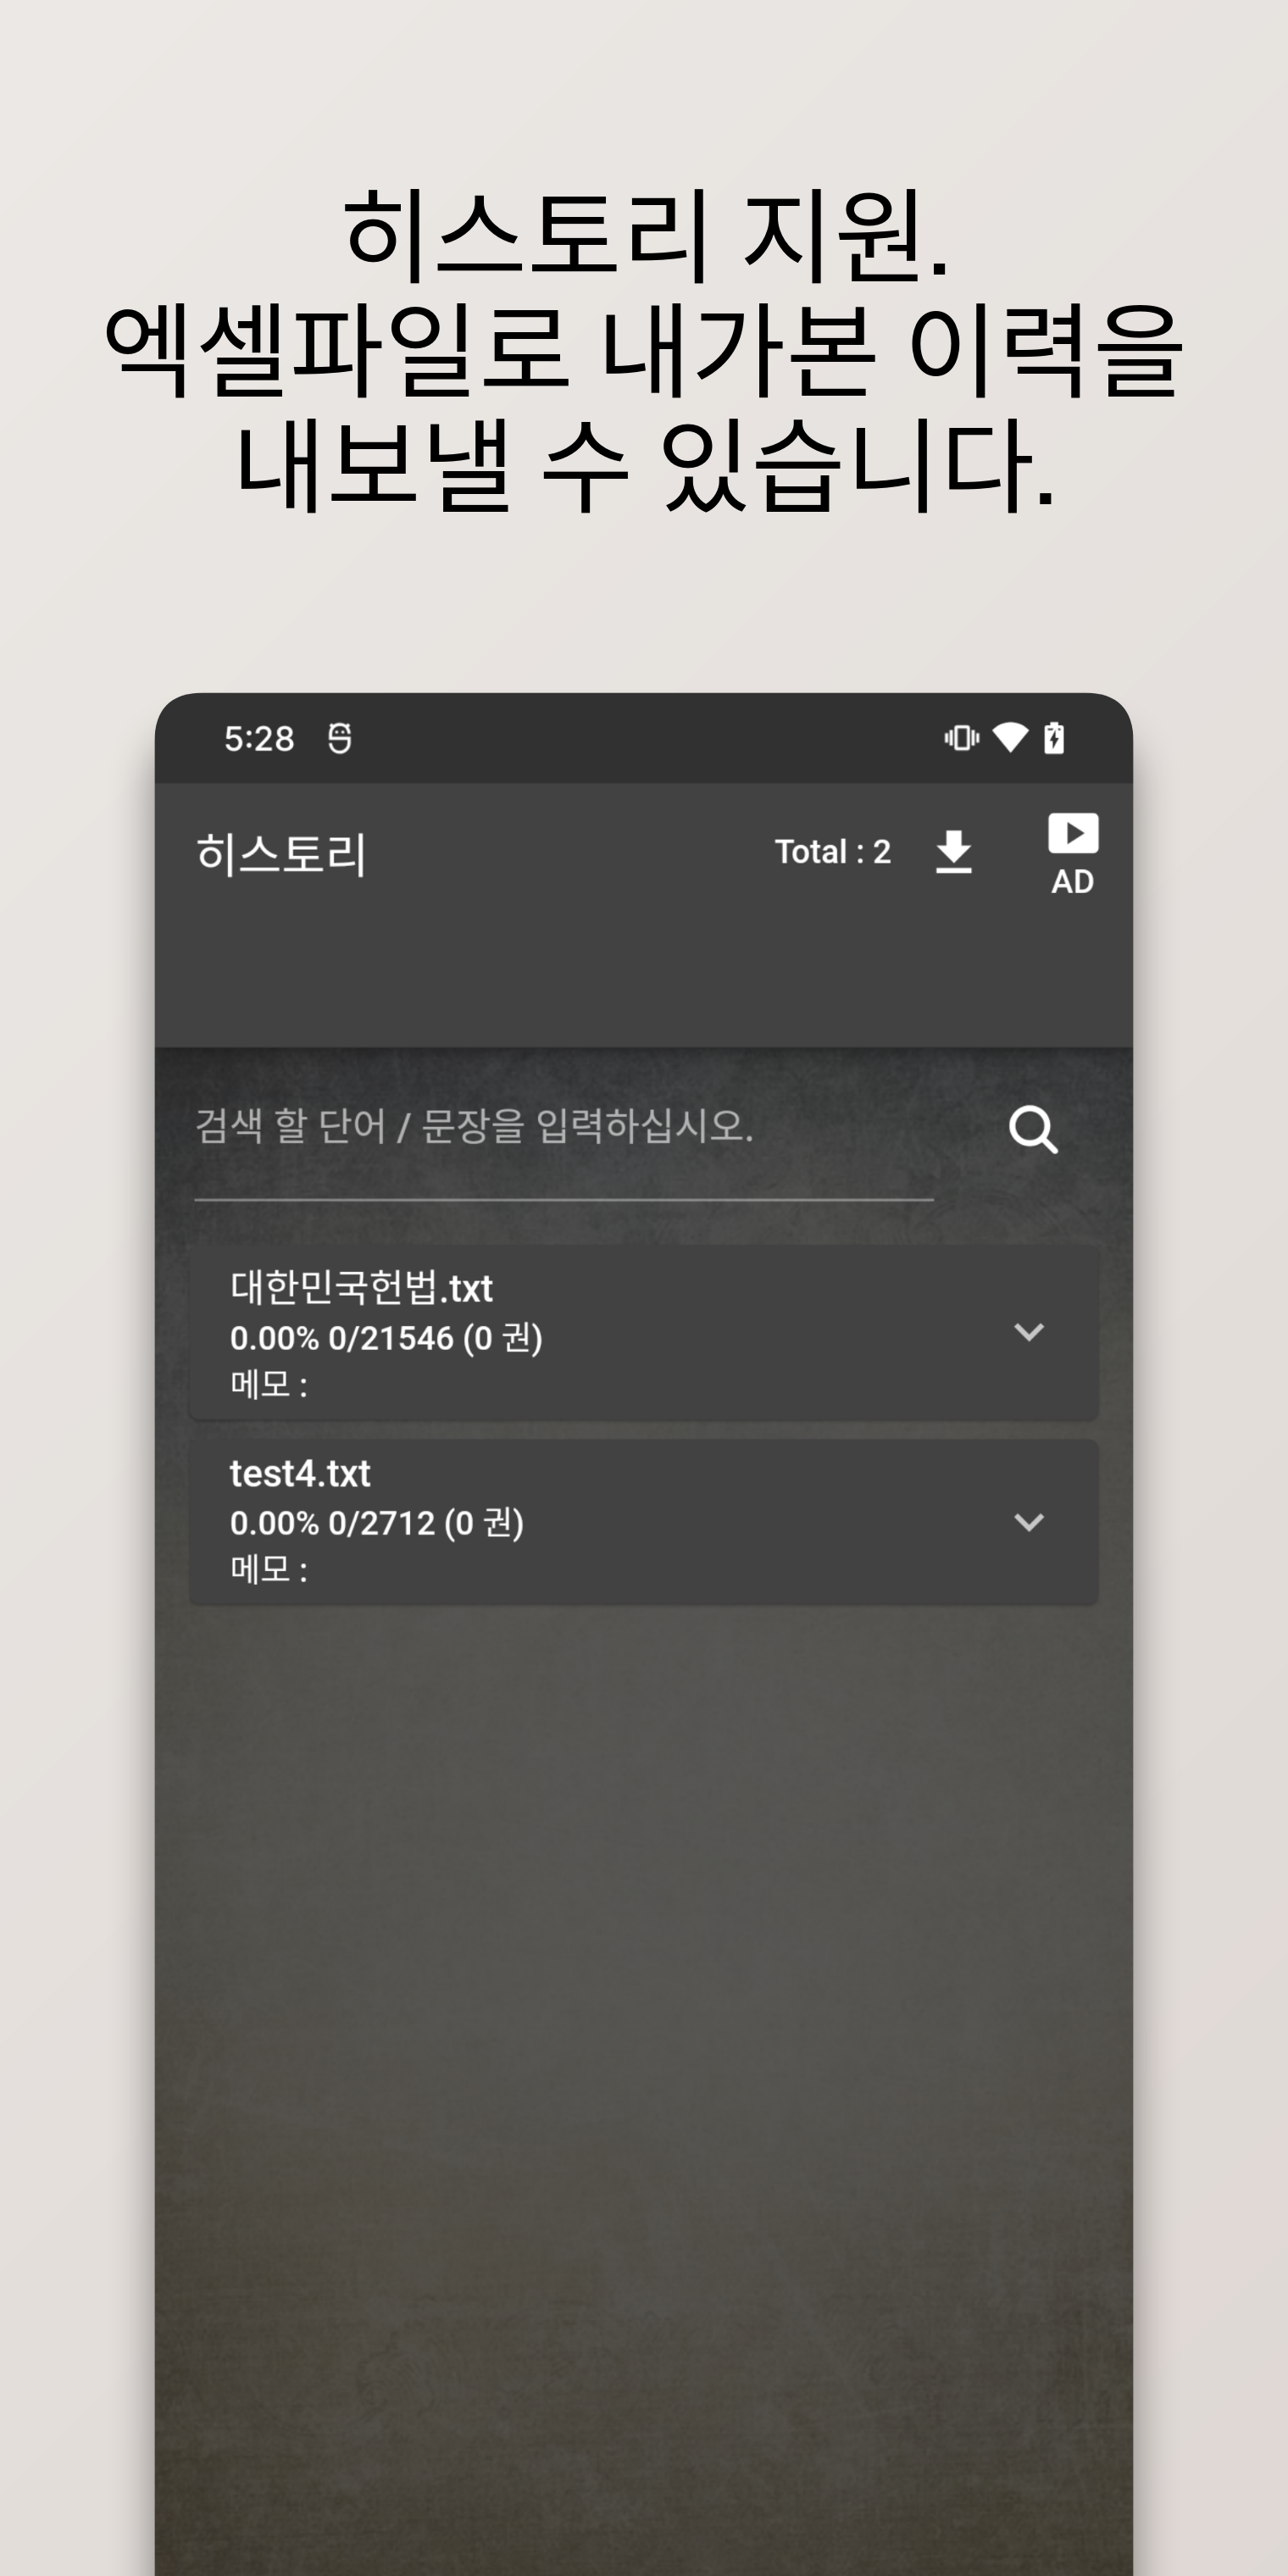 히스토리 지원.
엑셀파일로 내가본 이력을
내보낼 수 있습니다.
5:28
히스토리
Total : 2
AD
검색 할 단어 / 문장을 입력하십시오.
대한민국헌법.txt
0.00% 0/21546 (0 권)
메모 :
test4.txt
0.00% 0/2712 (0 권)
메모 :